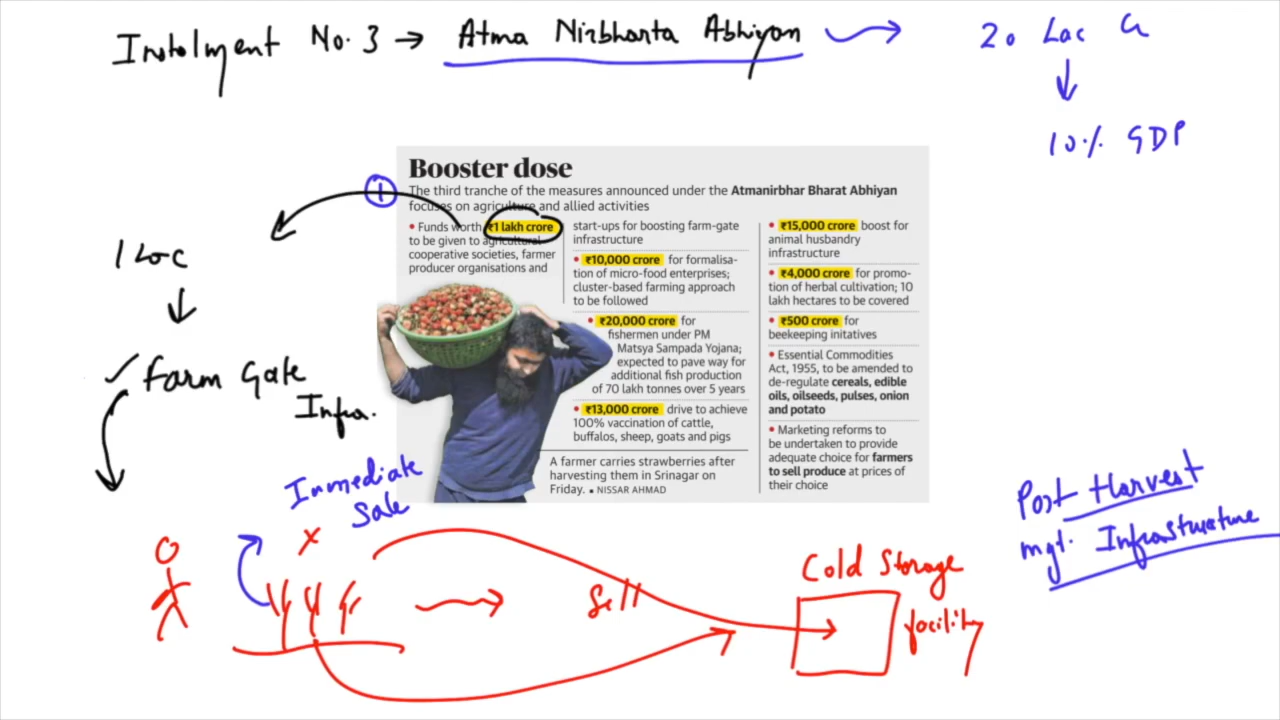 Instolment No. 3 → Atma Nirbharta Abhiyan
20 Lac Cr
10% GDP
Booster dose
The third tranche of the measures announced under the Atmanirbhar Bharat Abhiyan
focuses on agriculture and allied activities
1
• Funds worth ₹1 lakh crore
to be given to agricultural
cooperative societies, farmer
producer organisations and
start-ups for boosting farm-gate
infrastructure
• ₹10,000 crore for formalisa-
tion of micro-food enterprises;
cluster-based farming approach
to be followed
• ₹20,000 crore for
fishermen under PM
Matsya Sampada Yojana;
expected to pave way for
additional fish production
of 70 lakh tonnes over 5 years
• ₹13,000 crore drive to achieve
100% vaccination of cattle,
buffalos, sheep, goats and pigs
A farmer carries strawberries after
harvesting them in Srinagar on
Friday. ▪ NISSAR AHMAD
• ₹15,000 crore boost for
animal husbandry
infrastructure
• ₹4,000 crore for promo-
tion of herbal cultivation; 10
lakh hectares to be covered
• ₹500 crore for
beekeeping initatives
• Essential Commodities
Act, 1955, to be amended to
de-regulate cereals, edible
oils, oilseeds, pulses, onion
and potato
• Marketing reforms to
be undertaken to provide
adequate choice for farmers
to sell produce at prices of
their choice
1 Lac
Farm Gate
Infra.
Immediate
Sale
Sell
Cold Storage
facility
Post Harvest
mgt. Infrastructure